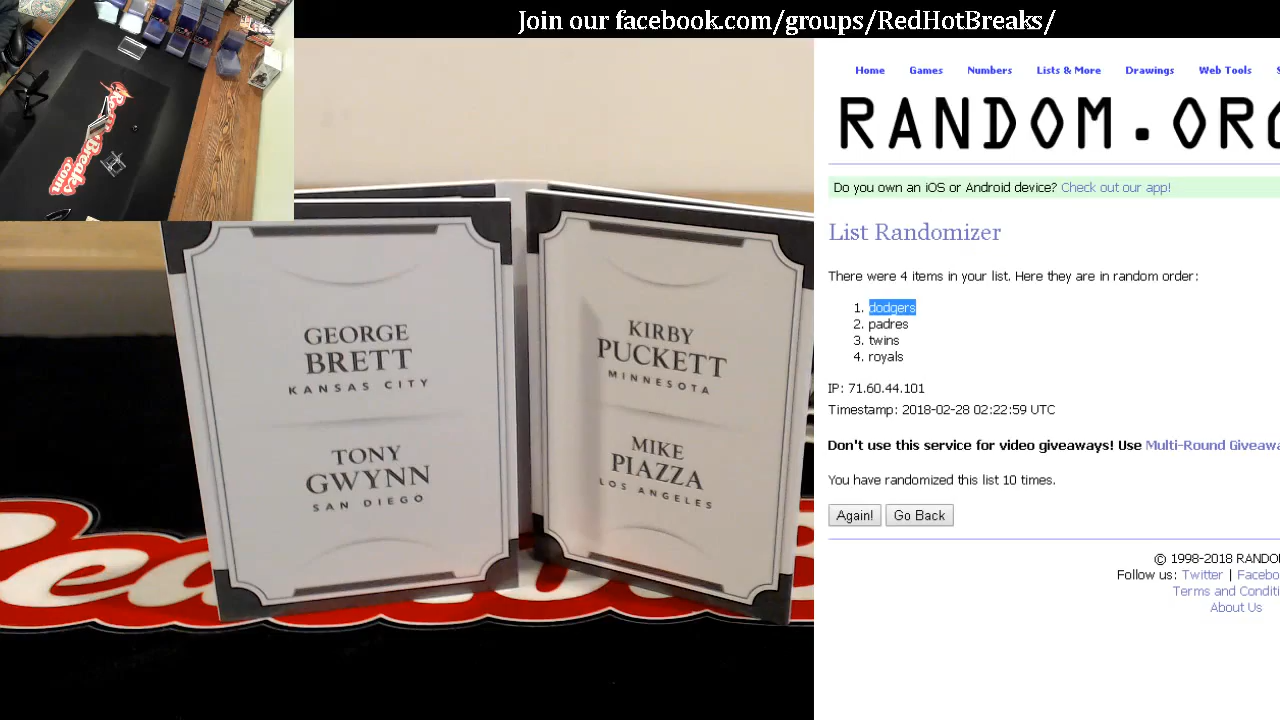 Join our facebook.com/groups/RedHotBreaks/
Home Games Numbers Lists & More Drawings Web Tools
RANDOM.ORG
Do you own an iOS or Android device? Check out our app!
List Randomizer
There were 4 items in your list. Here they are in random order:
1. dodgers
2. padres
3. twins
4. royals
IP: 71.60.44.101
Timestamp: 2018-02-28 02:22:59 UTC
Don't use this service for video giveaways! Use Multi-Round Giveawa
You have randomized this list 10 times.
Again! Go Back
© 1998-2018 RANDO
Follow us: Twitter | Facebo
Terms and Conditi
About Us
GEORGE
BRETT
KANSAS CITY
TONY
GWYNN
SAN DIEGO
KIRBY
PUCKETT
MINNESOTA
MIKE
PIAZZA
LOS ANGELES
Breaks
.com